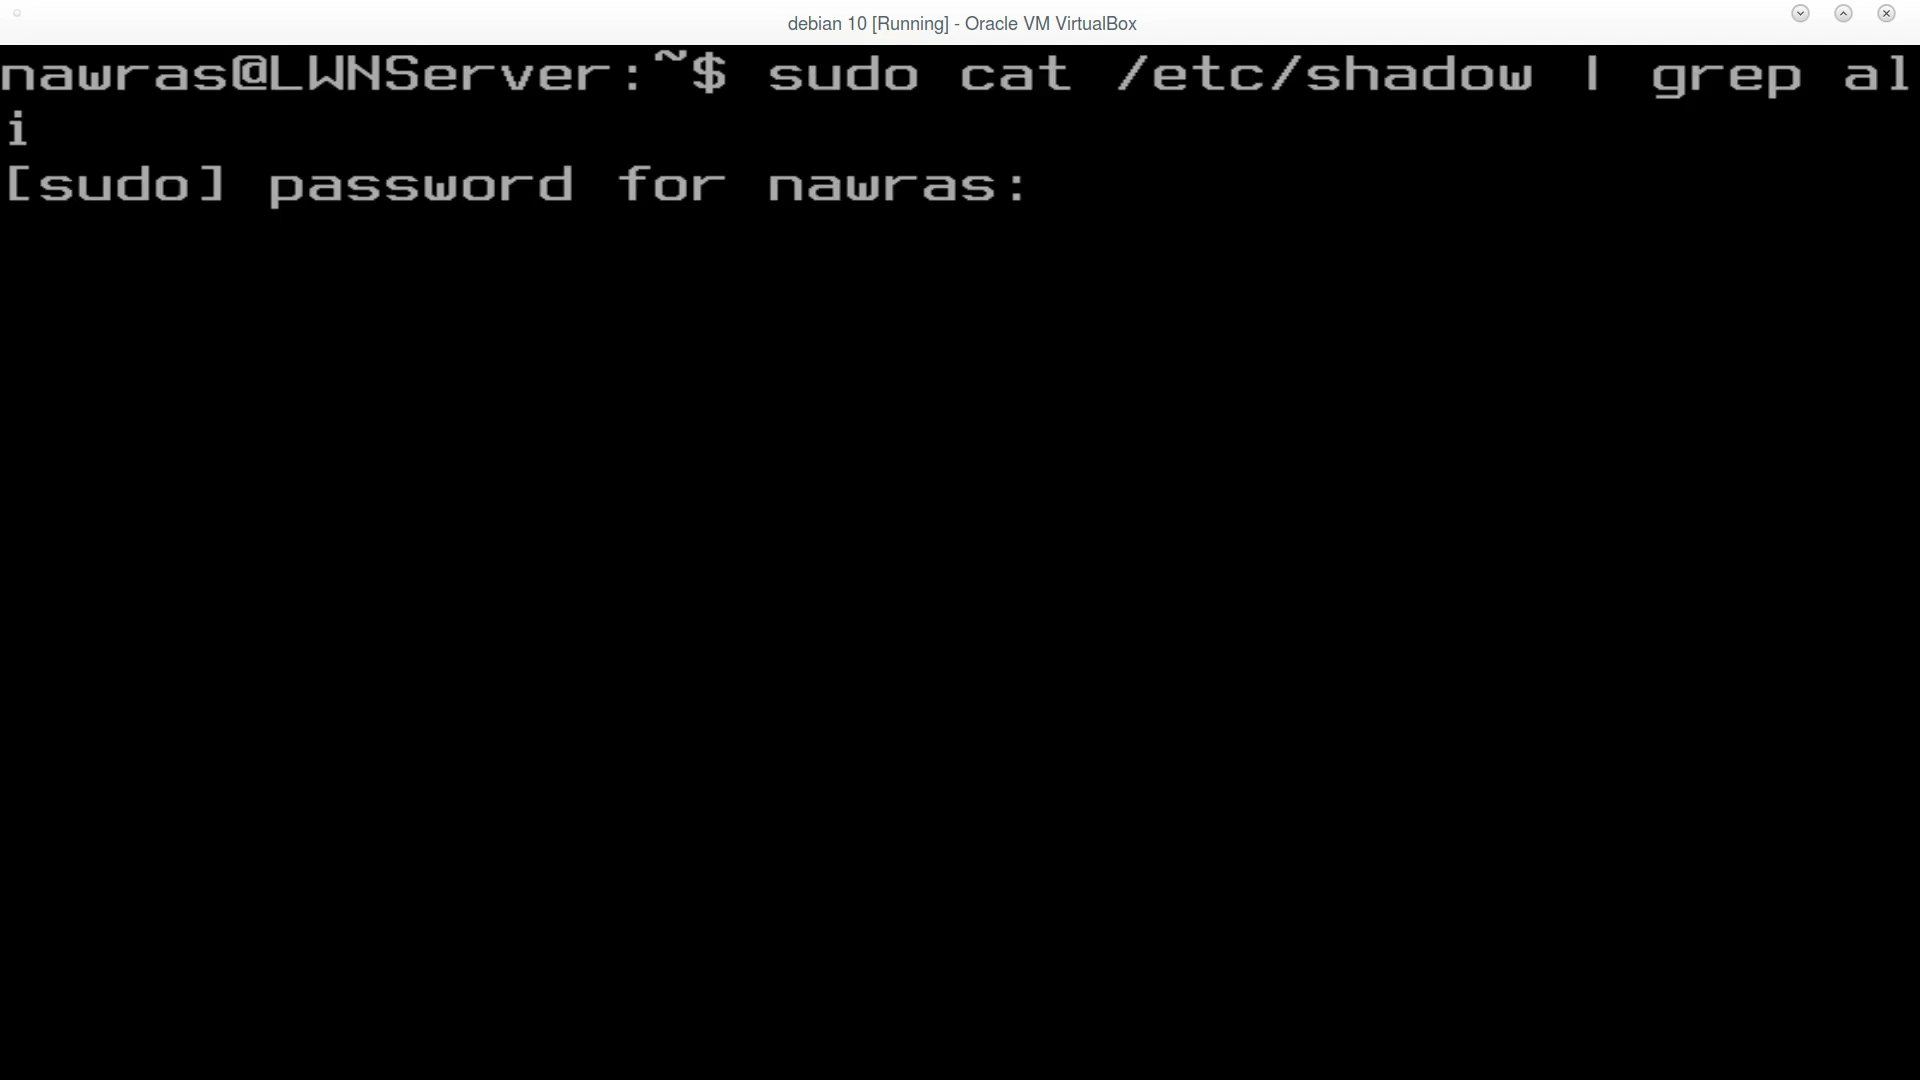 debian 10 [Running] - Oracle VM VirtualBox
nawras@LWNServer:~$ sudo cat /etc/shadow | grep al
i
[sudo] password for nawras: